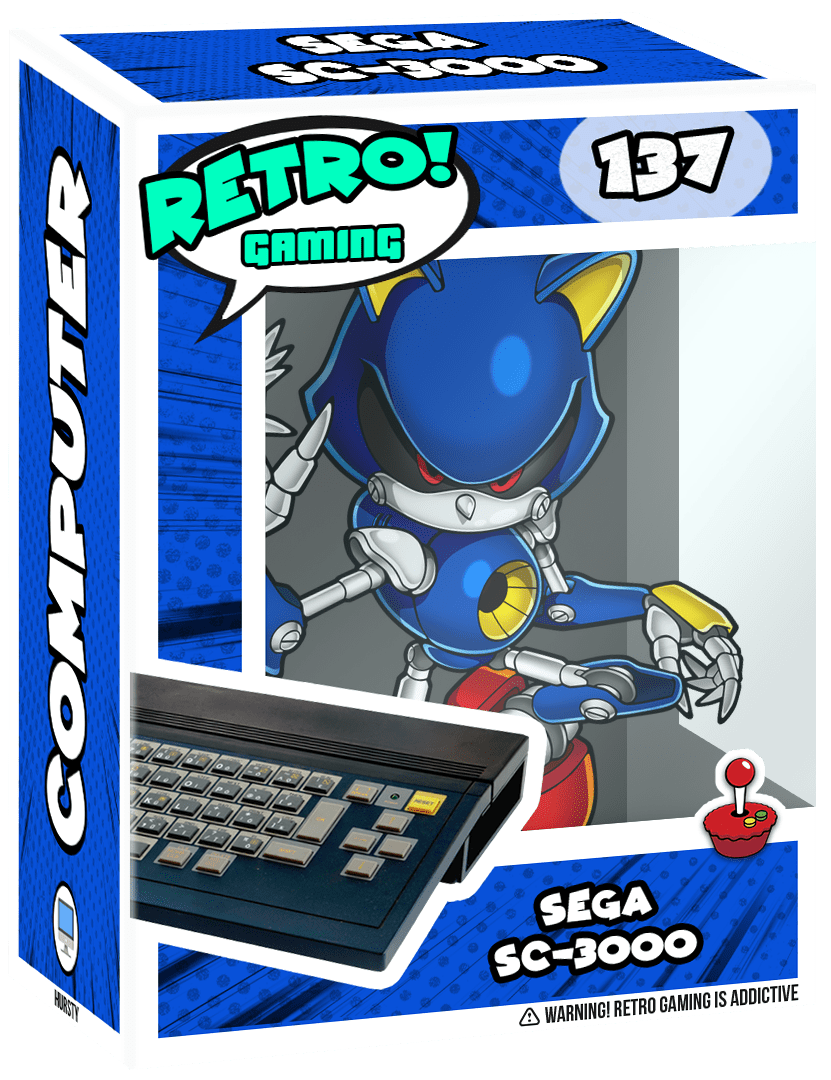 SEGA
SC-3000
RETRO!
GAMING
137
COMPUTER
RESET
SEGA
SC-3000
HURSTY
WARNING! RETRO GAMING IS ADDICTIVE